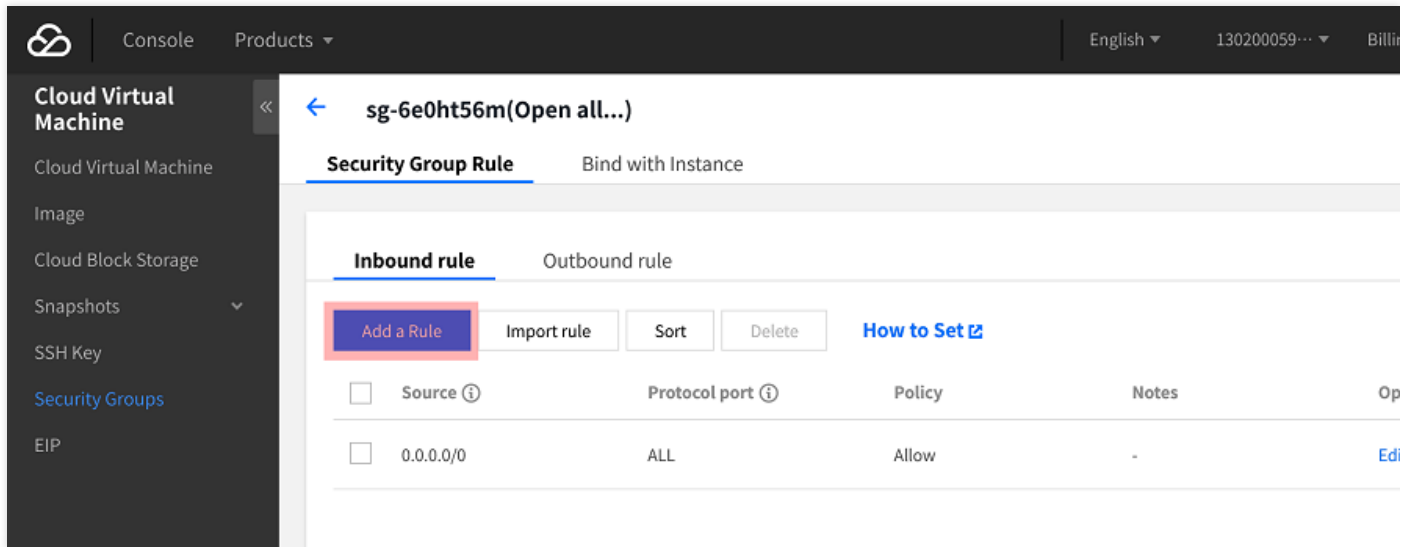 Console Products English 130200059··· Billin
Cloud Virtual
Machine
Cloud Virtual Machine
Image
Cloud Block Storage
Snapshots
SSH Key
Security Groups
EIP
sg-6e0ht56m(Open all...)
Security Group Rule Bind with Instance
Inbound rule Outbound rule
Add a Rule Import rule Sort Delete How to Set
Source Protocol port Policy Notes Op
0.0.0.0/0 ALL Allow - Edi